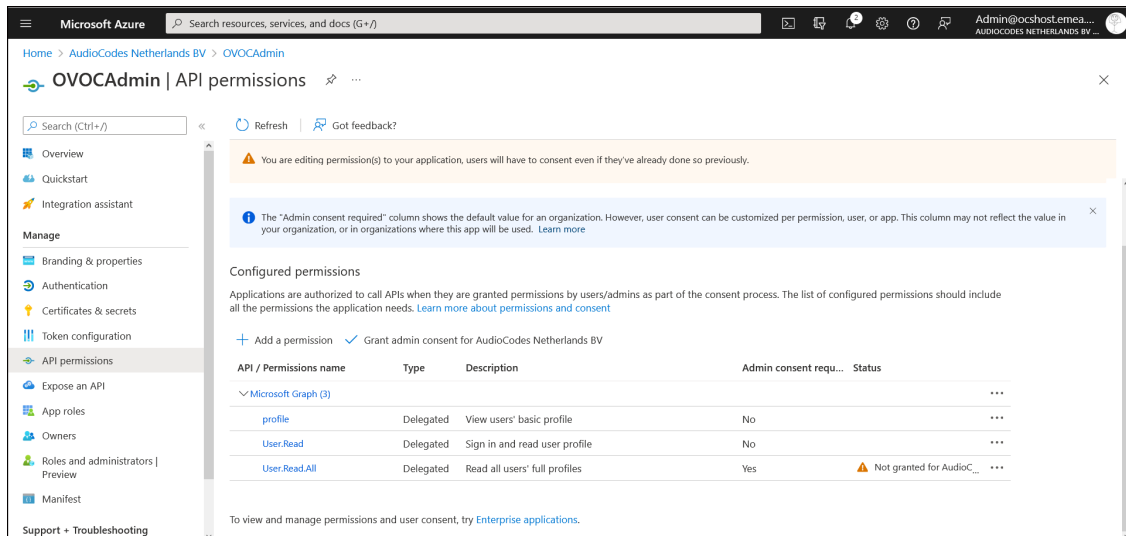 Microsoft Azure
Search resources, services, and docs (G+/)
2
Admin@ocshost.emea....
AUDIOCODES NETHERLANDS BV ...
Home > AudioCodes Netherlands BV > OVOCAdmin
OVOCAdmin | API permissions
Search (Ctrl+/)
Refresh
Got feedback?
Overview
Quickstart
Integration assistant
Manage
Branding & properties
Authentication
Certificates & secrets
Token configuration
API permissions
Expose an API
App roles
Owners
Roles and administrators |
Preview
Manifest
Support + Troubleshooting
You are editing permission(s) to your application, users will have to consent even if they've already done so previously.
The "Admin consent required" column shows the default value for an organization. However, user consent can be customized per permission, user, or app. This column may not reflect the value in
your organization, or in organizations where this app will be used. Learn more
Configured permissions
Applications are authorized to call APIs when they are granted permissions by users/admins as part of the consent process. The list of configured permissions should include
all the permissions the application needs. Learn more about permissions and consent
Add a permission
Grant admin consent for AudioCodes Netherlands BV
API / Permissions name Type Description Admin consent requ... Status
Microsoft Graph (3)
profile Delegated View users' basic profile No
User.Read Delegated Sign in and read user profile No
User.Read.All Delegated Read all users' full profiles Yes Not granted for AudioC...
To view and manage permissions and user consent, try Enterprise applications.